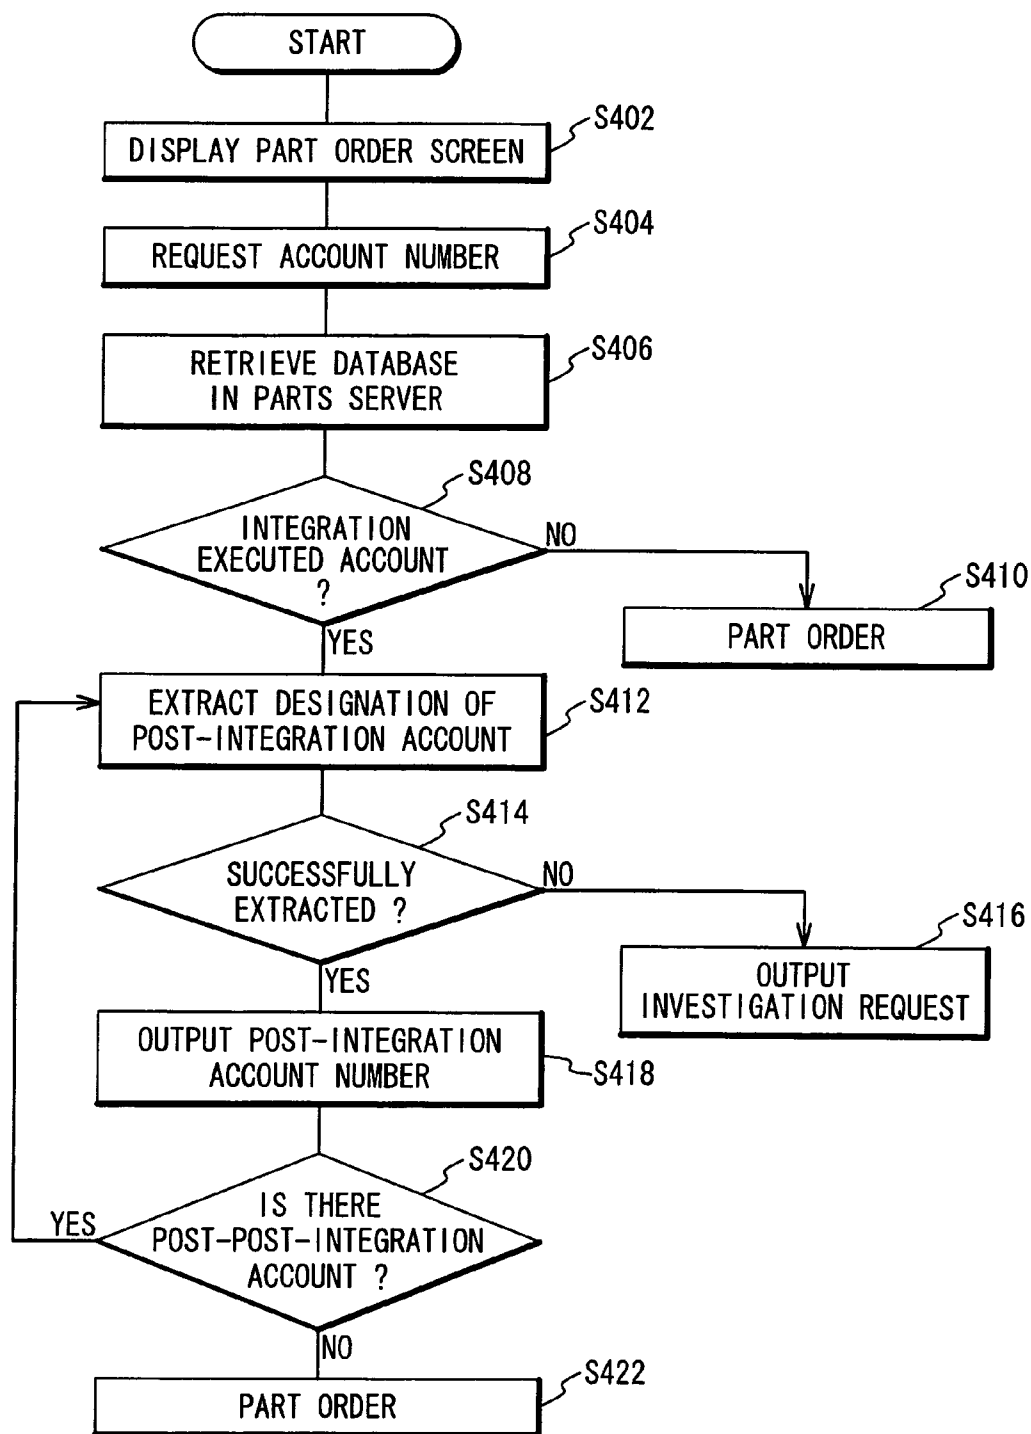 START
DISPLAY PART ORDER SCREEN
S402
REQUEST ACCOUNT NUMBER
S404
RETRIEVE DATABASE
IN PARTS SERVER
S406
INTEGRATION
EXECUTED ACCOUNT
?
S408
NO
YES
PART ORDER
S410
EXTRACT DESIGNATION OF
POST-INTEGRATION ACCOUNT
S412
SUCCESSFULLY
EXTRACTED ?
S414
NO
YES
OUTPUT
INVESTIGATION REQUEST
S416
OUTPUT POST-INTEGRATION
ACCOUNT NUMBER
S418
IS THERE
POST-POST-INTEGRATION
ACCOUNT ?
S420
YES
NO
PART ORDER
S422